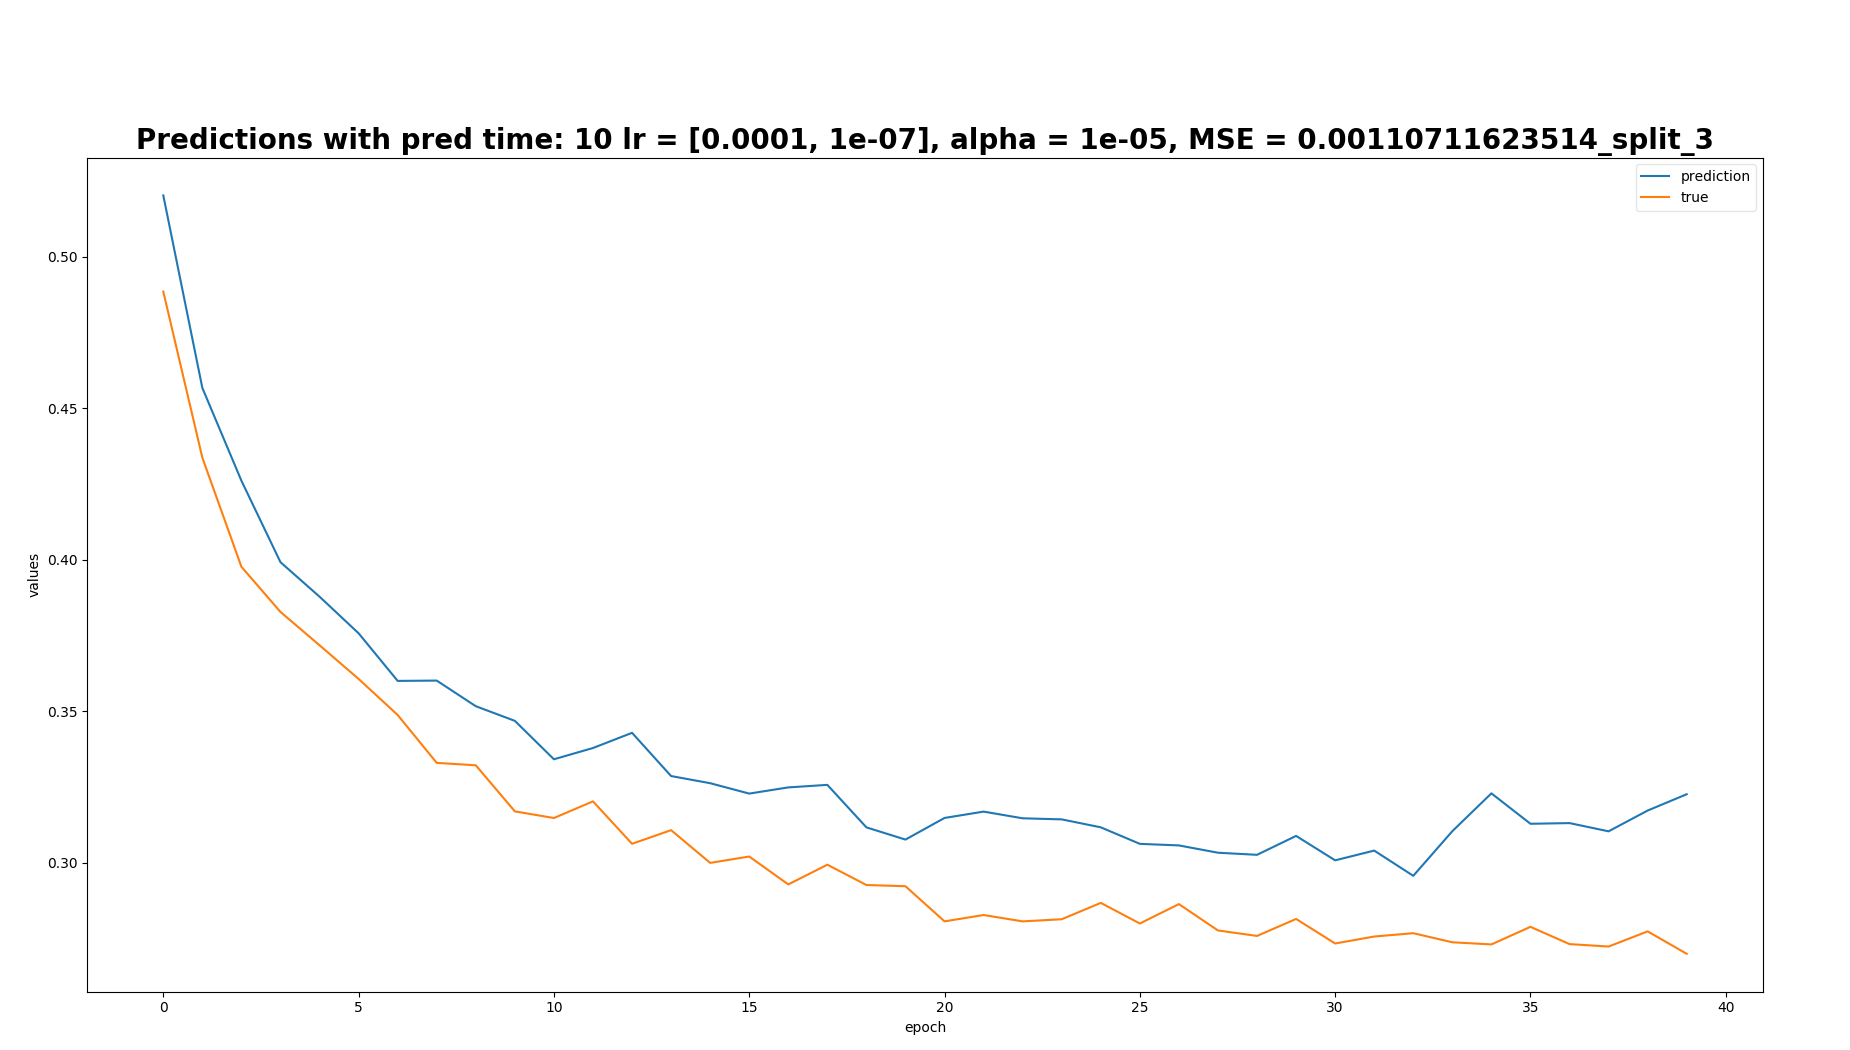 Predictions with pred time: 10 lr = [0.0001, 1e-07], alpha = 1e-05, MSE = 0.00110711623514_split_3
prediction
true
0.50
0.45
0.40
0.35
0.30
values
0 5 10 15 20 25 30 35 40
epoch